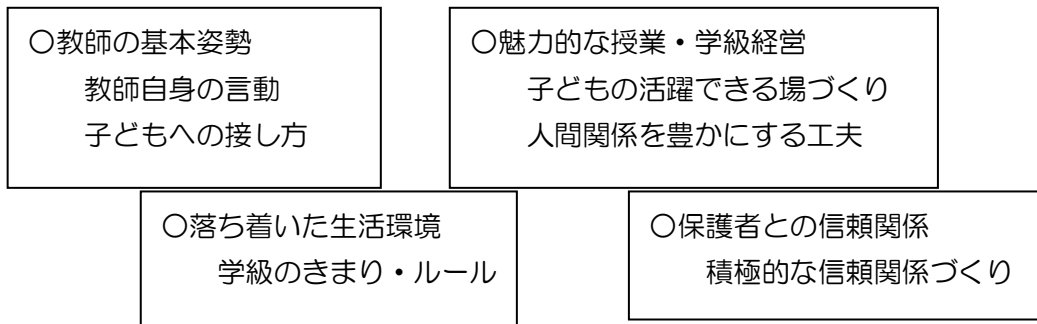 〇教師の基本姿勢
教師自身の言動
子どもへの接し方
〇魅力的な授業・学級経営
子どもの活躍できる場づくり
人間関係を豊かにする工夫
〇落ち着いた生活環境
学級のきまり・ルール
〇保護者との信頼関係
積極的な信頼関係づくり